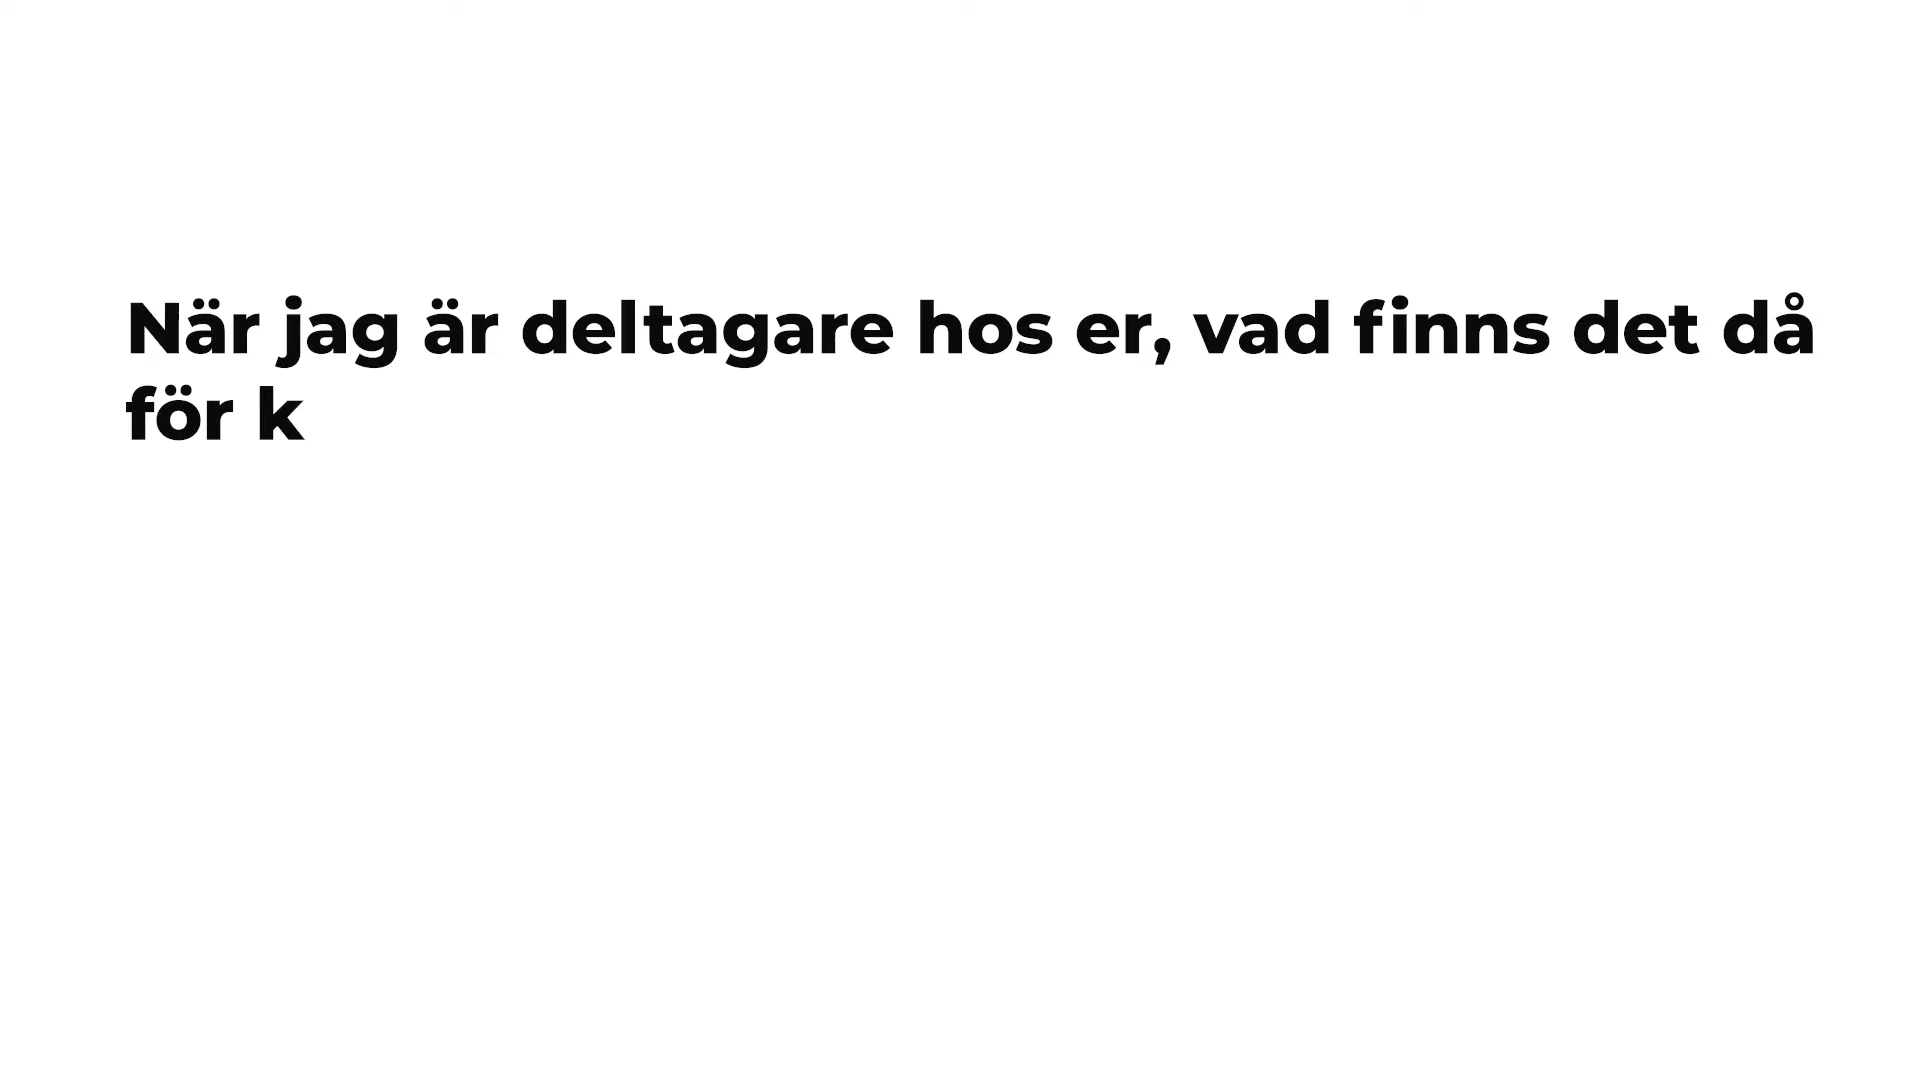 När jag är deltagare hos er, vad finns det då
för k